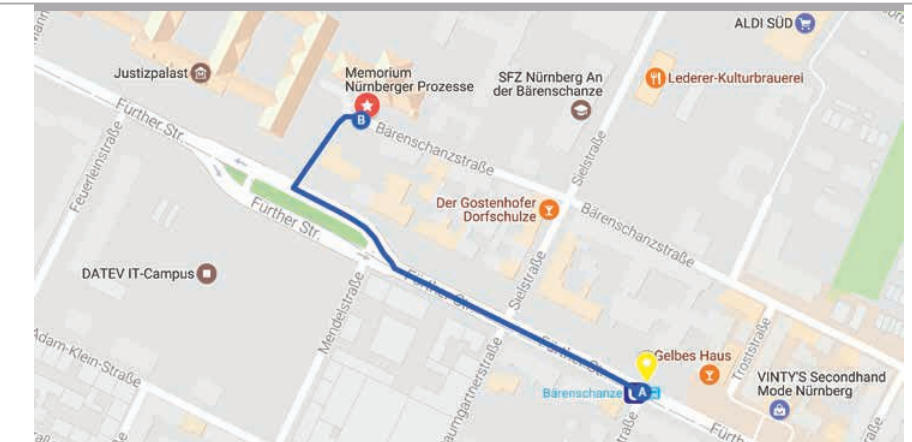 ALDI SÜD
Justizpalast
Memorium
Nürnberger Prozesse
SFZ Nürnberg An
der Bärenschanze
Lederer-Kulturbrauerei
Fürther Str.
B
Bärenschanzstraße
Feuerleinstraße
Sielstraße
Der Gostenhofer
Dorfschulze
Fürther Str.
Bärenschanzstraße
DATEV IT-Campus
Mendelstraße
Fürther Str.
Sielstraße
Adam-Klein-Straße
Fürther Str.
Gelbes Haus
Troststraße
Bärenschanze
A
VINTY'S Secondhand
Mode Nürnberg
aumgartnerstraße
Fürth